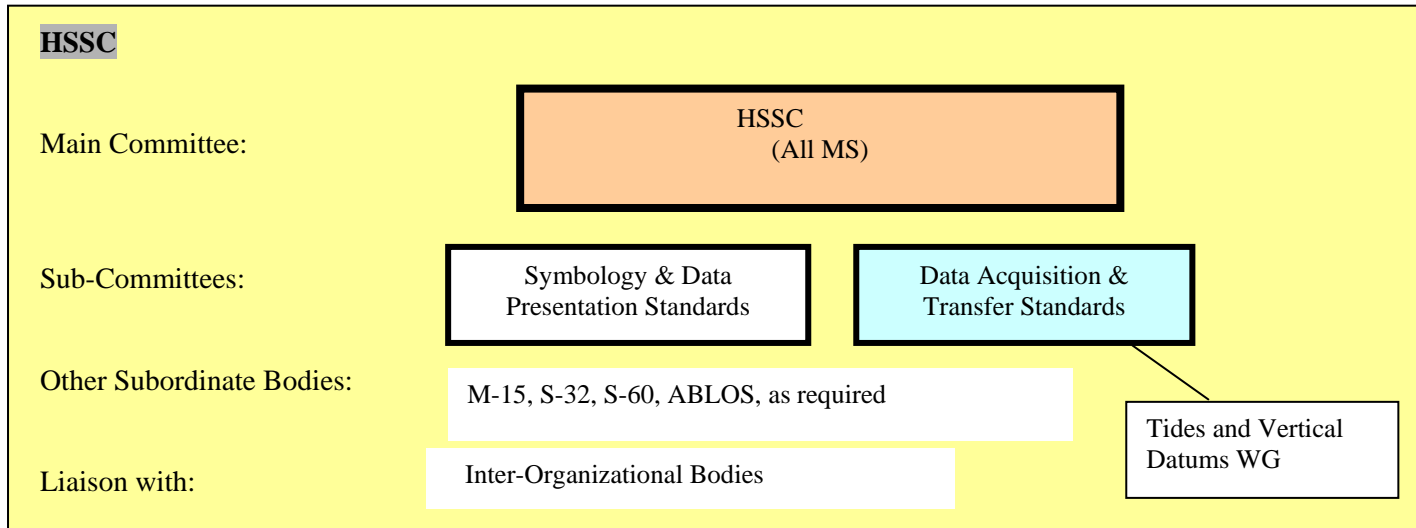 HSSC
Main Committee:
HSSC
(All MS)
Sub-Committees:
Symbology & Data
Presentation Standards
Data Acquisition &
Transfer Standards
Other Subordinate Bodies:
M-15, S-32, S-60, ABLOS, as required
Tides and Vertical
Datums WG
Liaison with:
Inter-Organizational Bodies